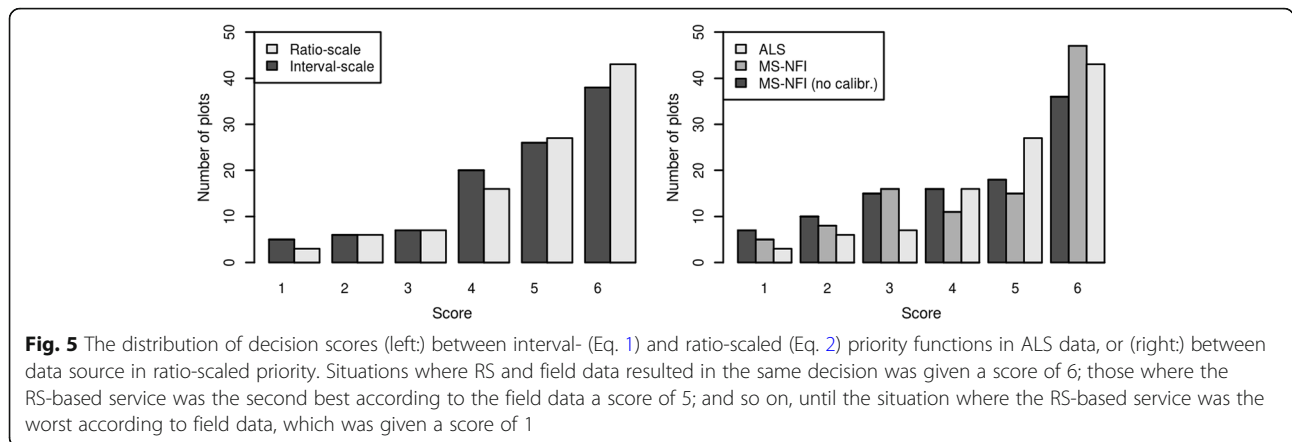 50
40
30
20
10
0
Number of plots
Ratio-scale
Interval-scale
1 2 3 4 5 6
Score
50
40
30
20
10
0
Number of plots
ALS
MS-NFI
MS-NFI (no calibr.)
1 2 3 4 5 6
Score
Fig. 5 The distribution of decision scores (left:) between interval- (Eq. 1) and ratio-scaled (Eq. 2) priority functions in ALS data, or (right:) between
data source in ratio-scaled priority. Situations where RS and field data resulted in the same decision was given a score of 6; those where the
RS-based service was the second best according to the field data a score of 5; and so on, until the situation where the RS-based service was the
worst according to field data, which was given a score of 1